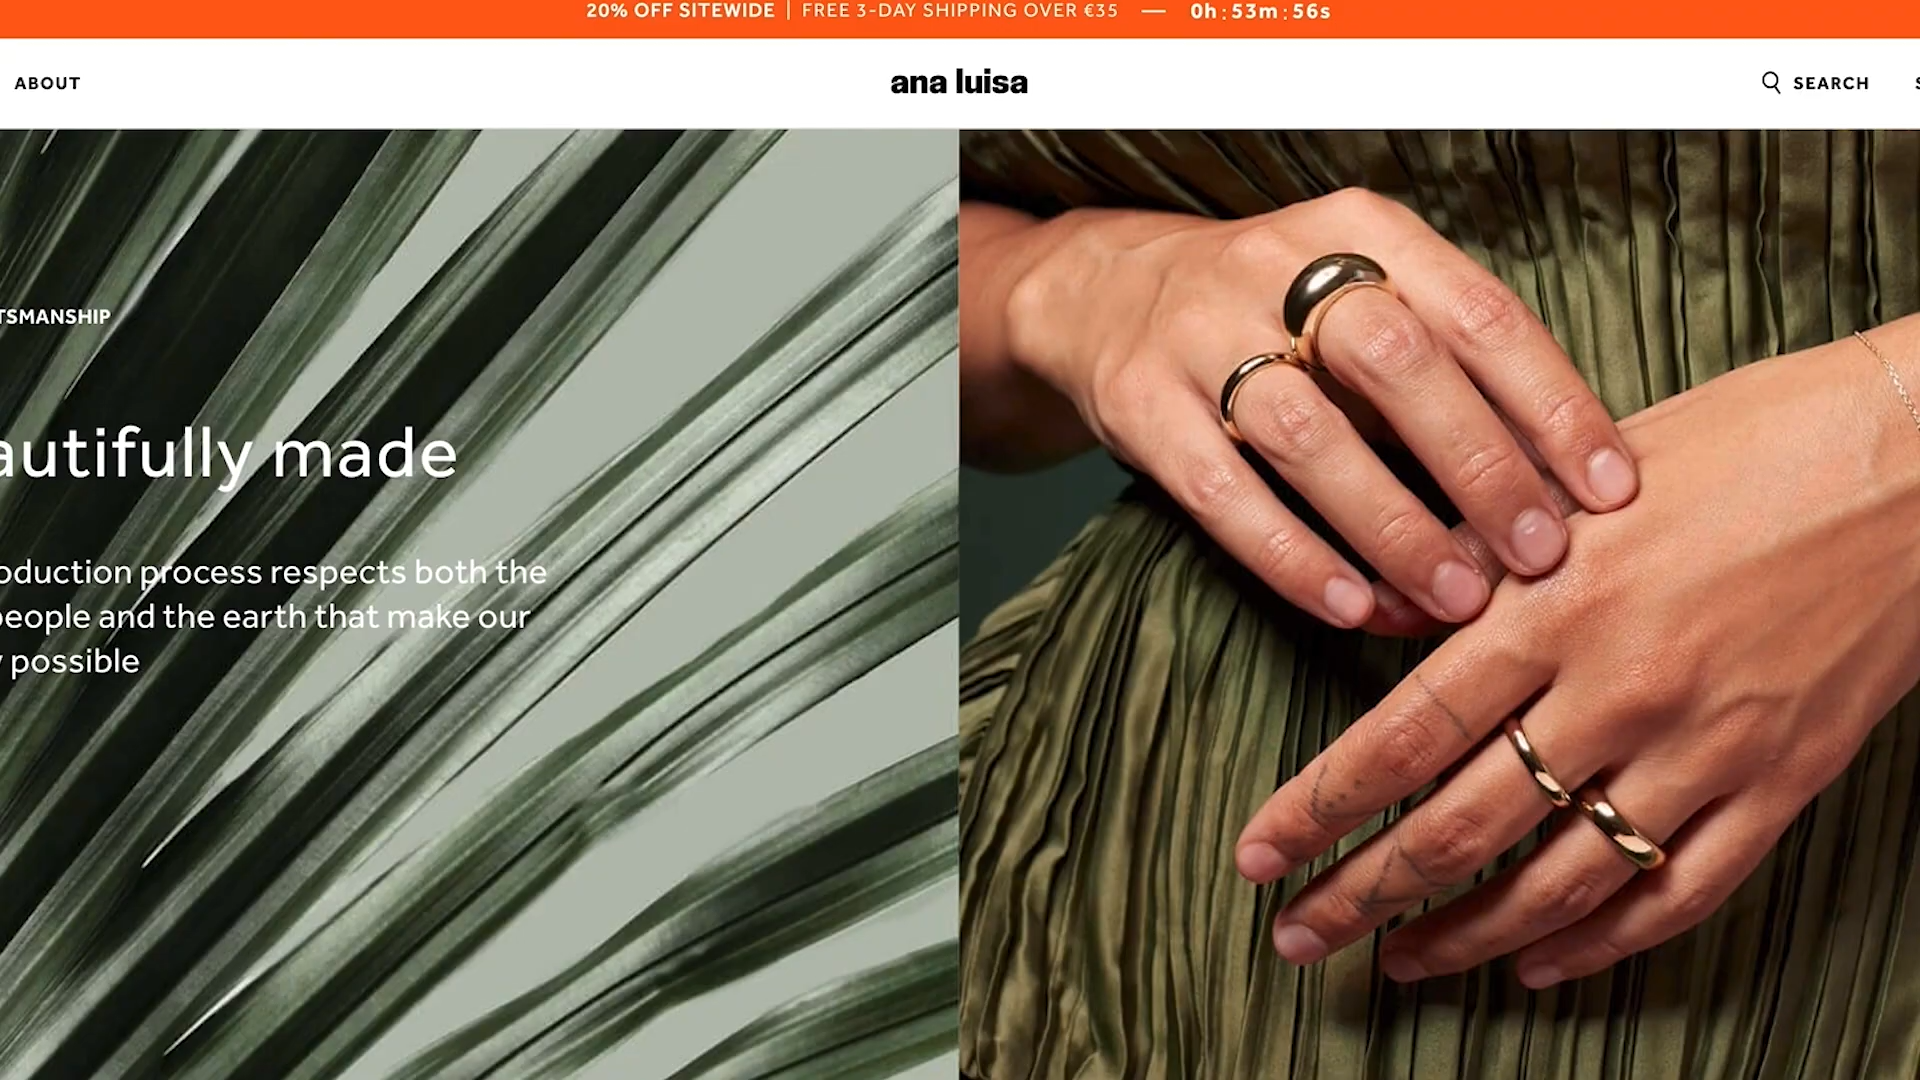 20% OFF SITEWIDE | FREE 3-DAY SHIPPING OVER €35 — 0h : 53m : 56s
ABOUT
ana luisa
SEARCH
TSMANSHIP
autifully made
oduction process respects both the
people and the earth that make our
possible